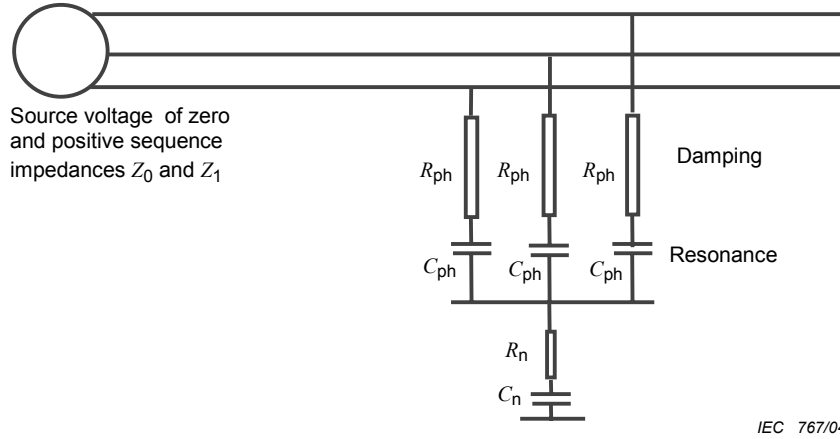 Source voltage of zero
and positive sequence
impedances Z0 and Z1
Rph Rph Rph Damping
Cph Cph Cph Resonance
Rn
Cn
IEC 767/04